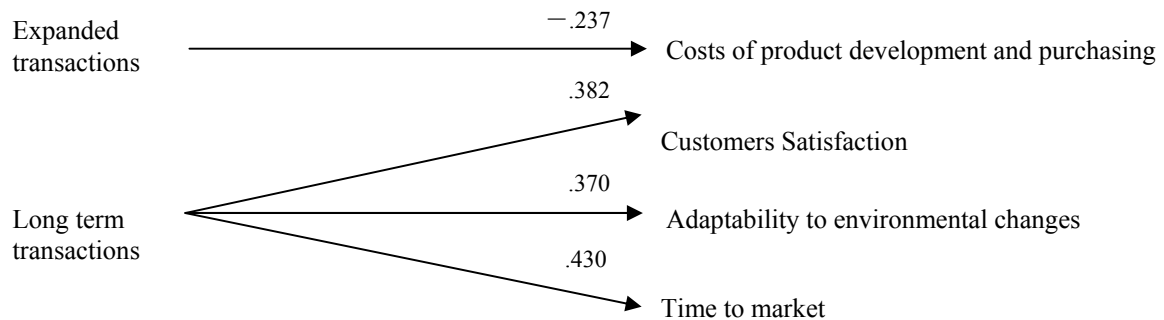 Expanded
transactions
－.237
Costs of product development and purchasing
.382
Customers Satisfaction
.370
Long term
transactions
Adaptability to environmental changes
.430
Time to market